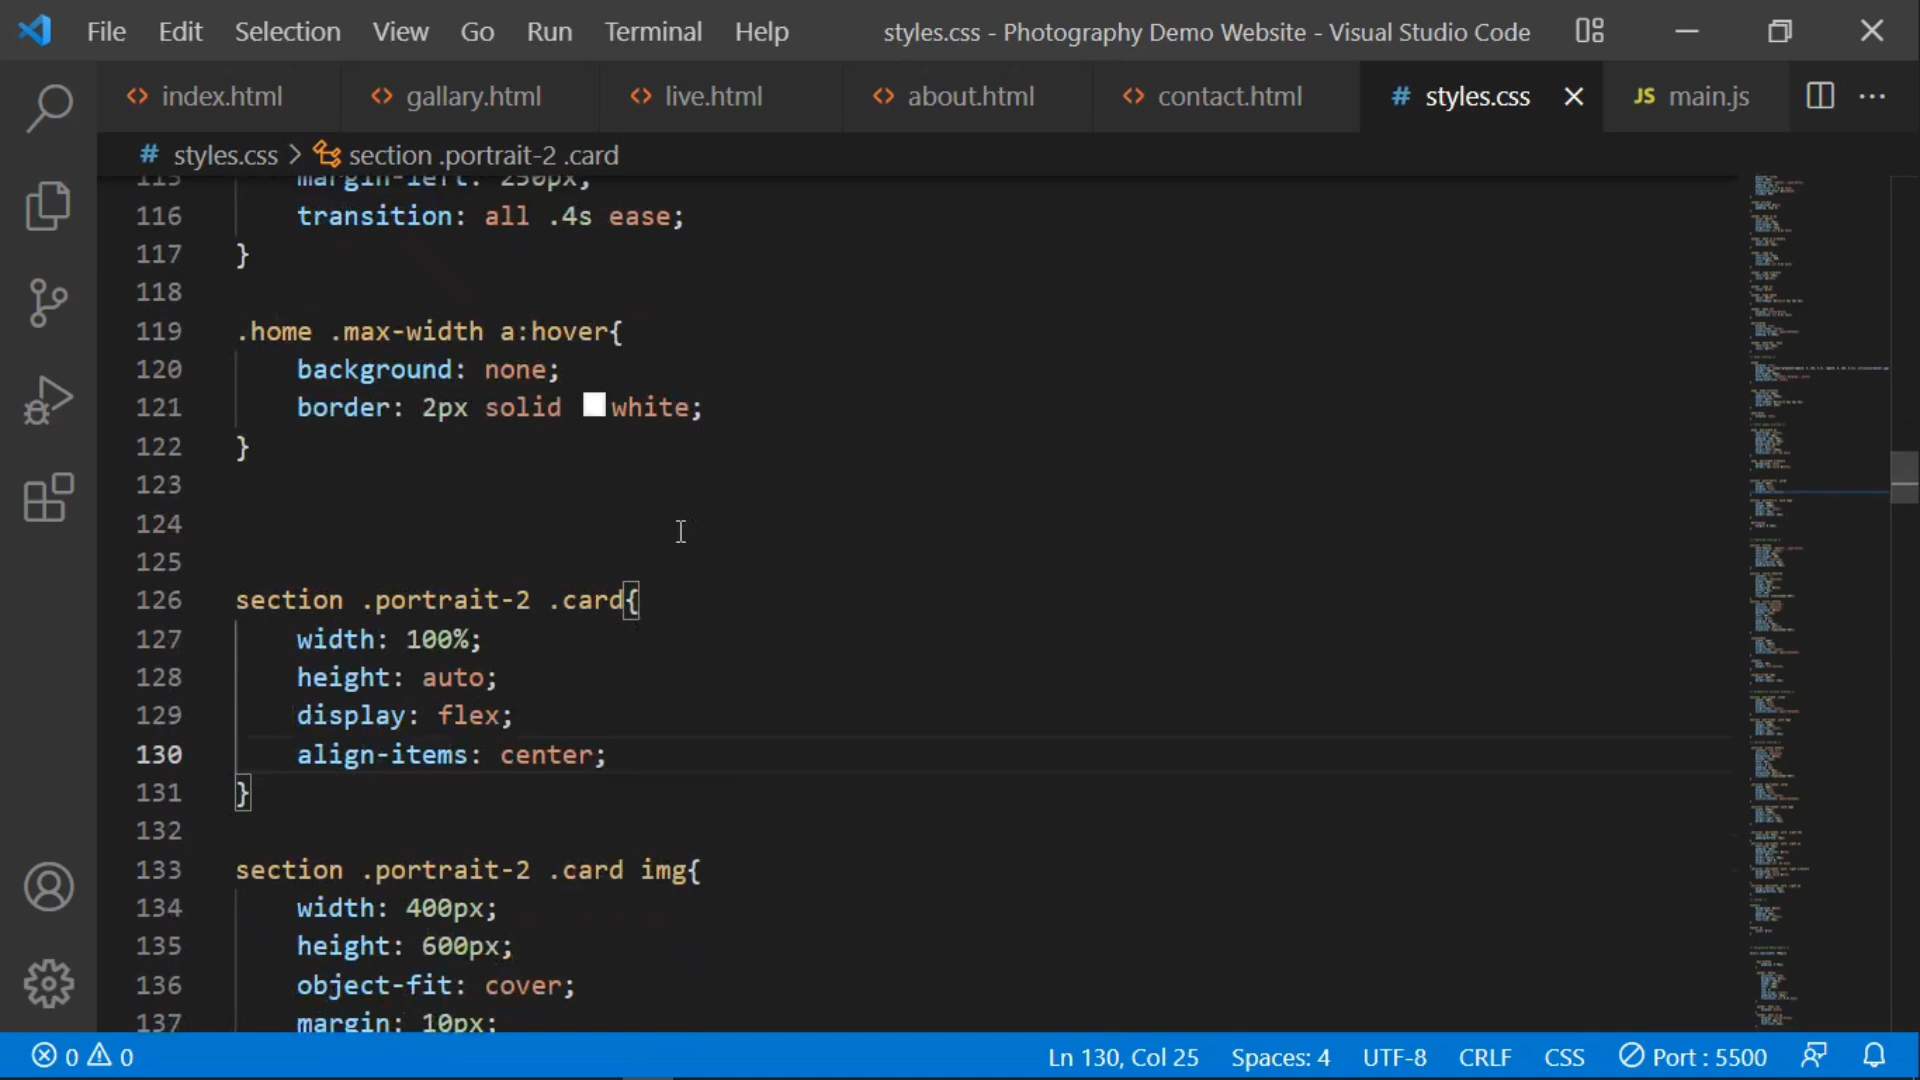 File Edit Selection View Go Run Terminal Help styles.css - Photography Demo Website - Visual Studio Code
<> index.html <> gallary.html <> live.html <> about.html <> contact.html # styles.css JS main.js
# styles.css > section .portrait-2 .card
115 margin-left: 250px;
116 transition: all .4s ease;
117 }
118
119 .home .max-width a:hover{
120 background: none;
121 border: 2px solid white;
122 }
123
124
125
126 section .portrait-2 .card{
127 width: 100%;
128 height: auto;
129 display: flex;
130 align-items: center;
131 }
132
133 section .portrait-2 .card img{
134 width: 400px;
135 height: 600px;
136 object-fit: cover;
137 margin: 10px;
0 0 Ln 130, Col 25 Spaces: 4 UTF-8 CRLF CSS Port : 5500